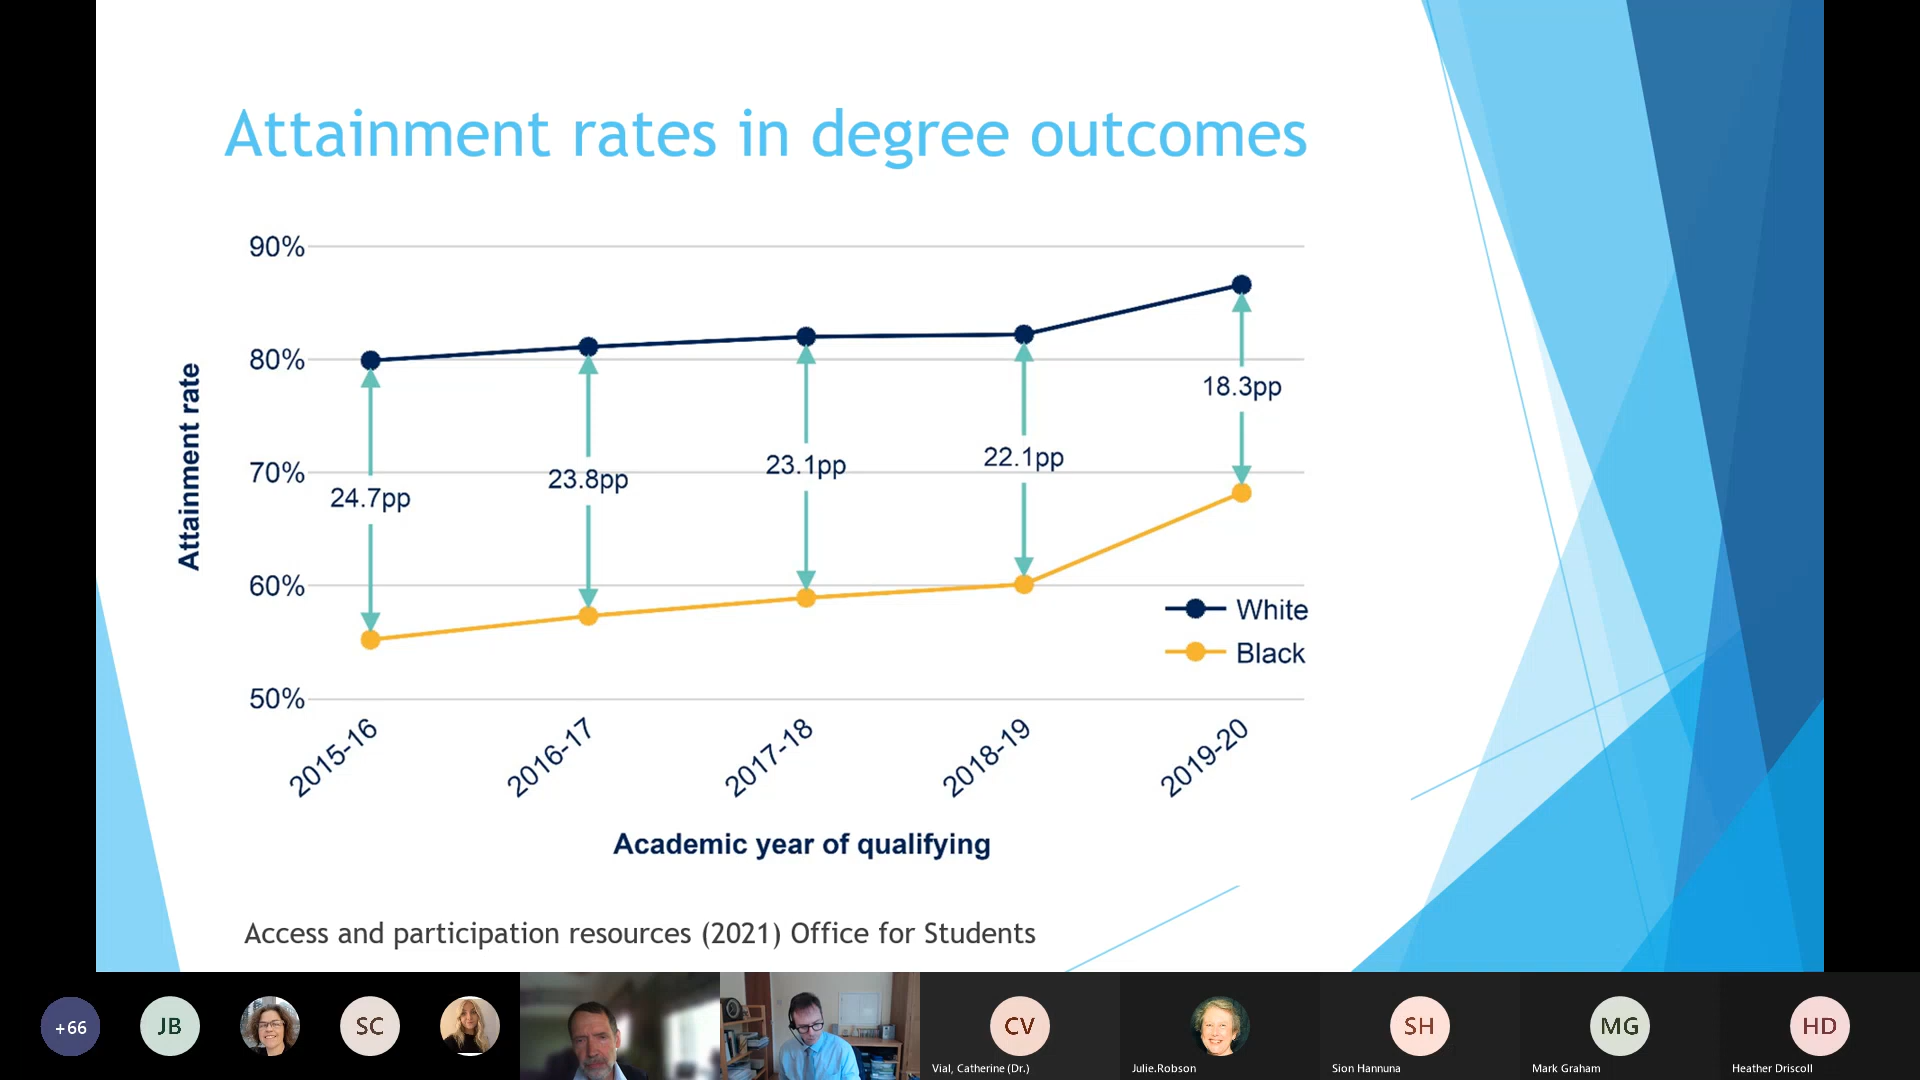 Attainment rates in degree outcomes
90%
80%
70%
60%
50%
Attainment rate
24.7pp
23.8pp
23.1pp
22.1pp
18.3pp
White
Black
2015-16
2016-17
2017-18
2018-19
2019-20
Academic year of qualifying
Access and participation resources (2021) Office for Students
+66
JB
SC
CV
SH
MG
HD
Vial, Catherine (Dr.)
Julie.Robson
Sion Hannuna
Mark Graham
Heather Driscoll